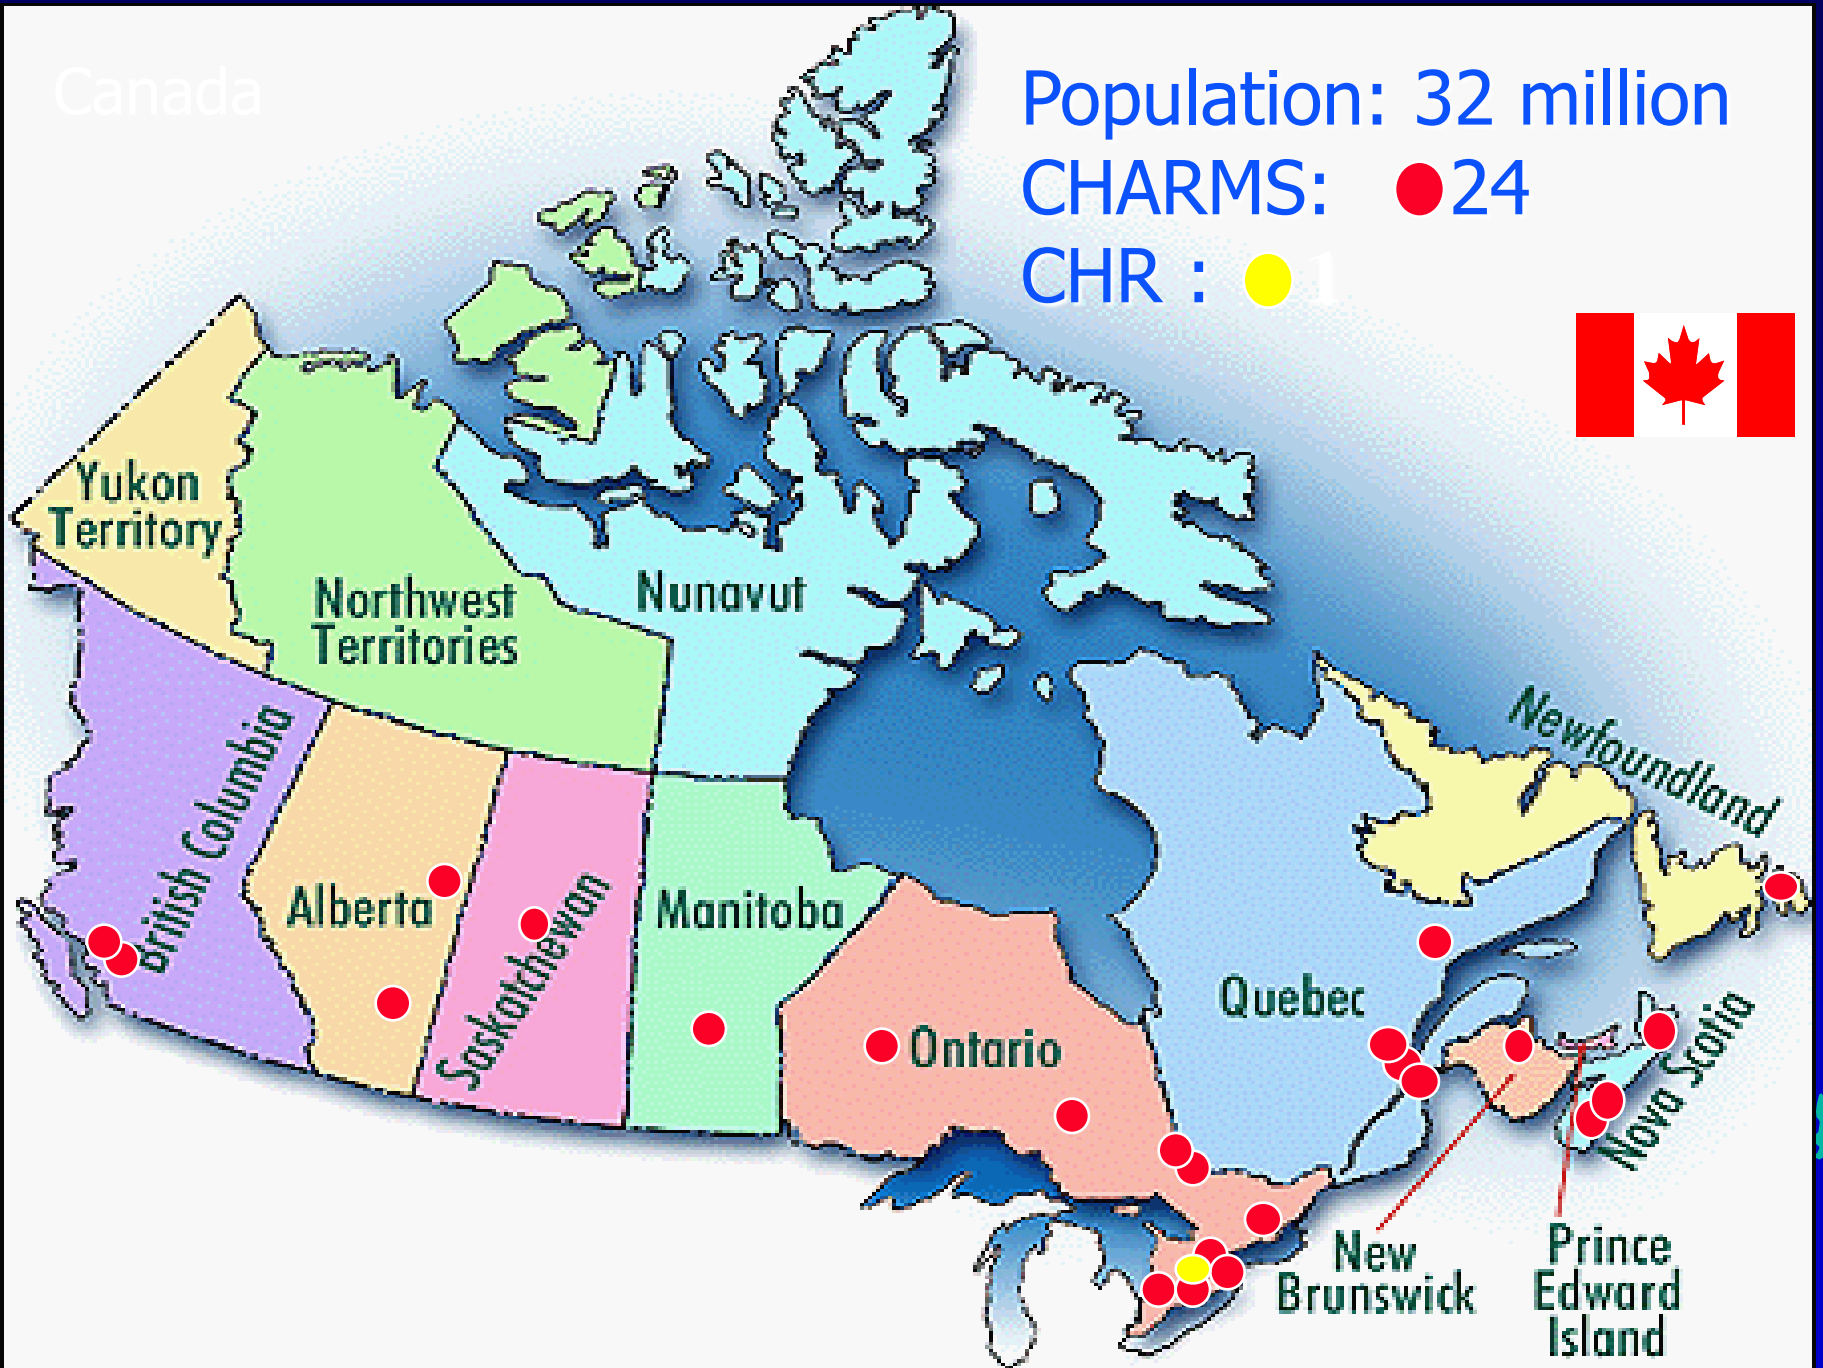 Canada
Population: 32 million
CHARMS: 24
CHR : 1
Yukon
Territory
Northwest
Territories
Nunavut
British Columbia
Alberta
Saskatchewan
Manitoba
Ontario
Quebec
Newfoundland
Nova Scotia
New
Brunswick
Prince
Edward
Island